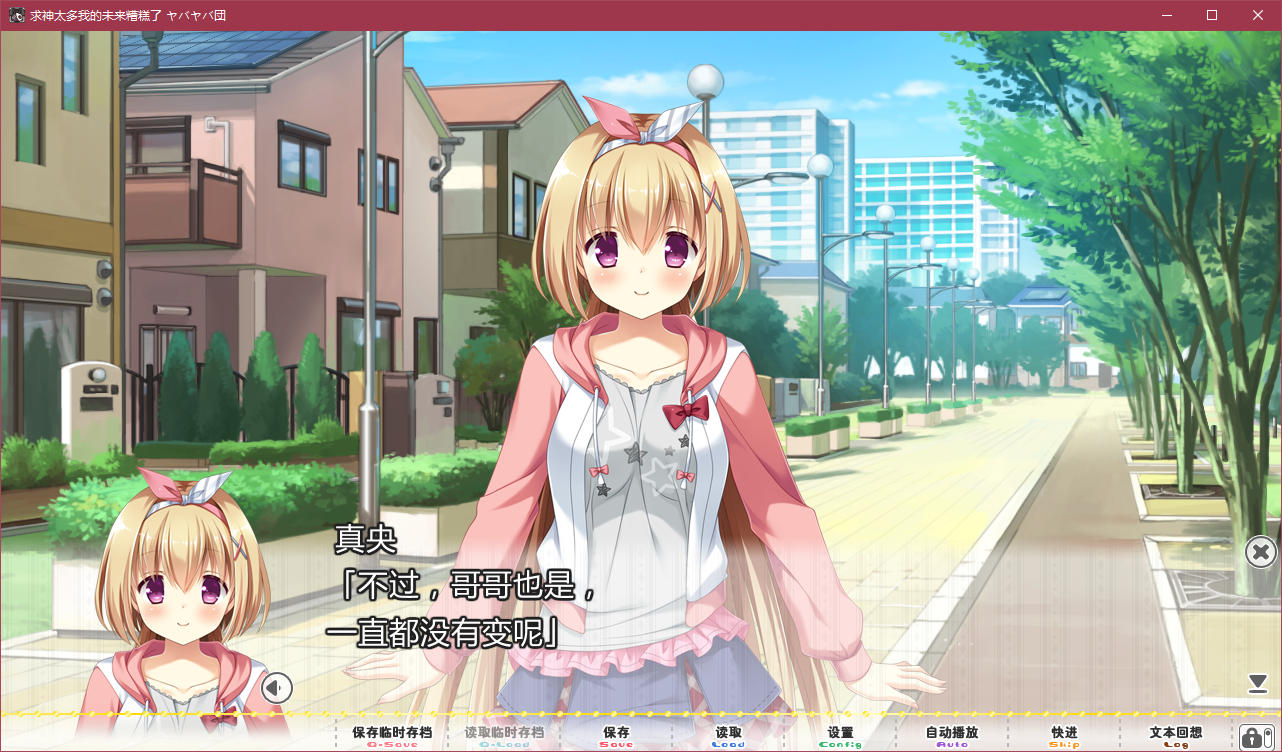 求神太多我的未来糟糕了 ヤバヤバ団
真央
「不过，哥哥也是，
一直都没有变呢」
保存临时存档 读取临时存档 保存 读取 设置 自动播放 快进 文本回想
Q-Save Q-Load Save Load Config Auto Skip Log